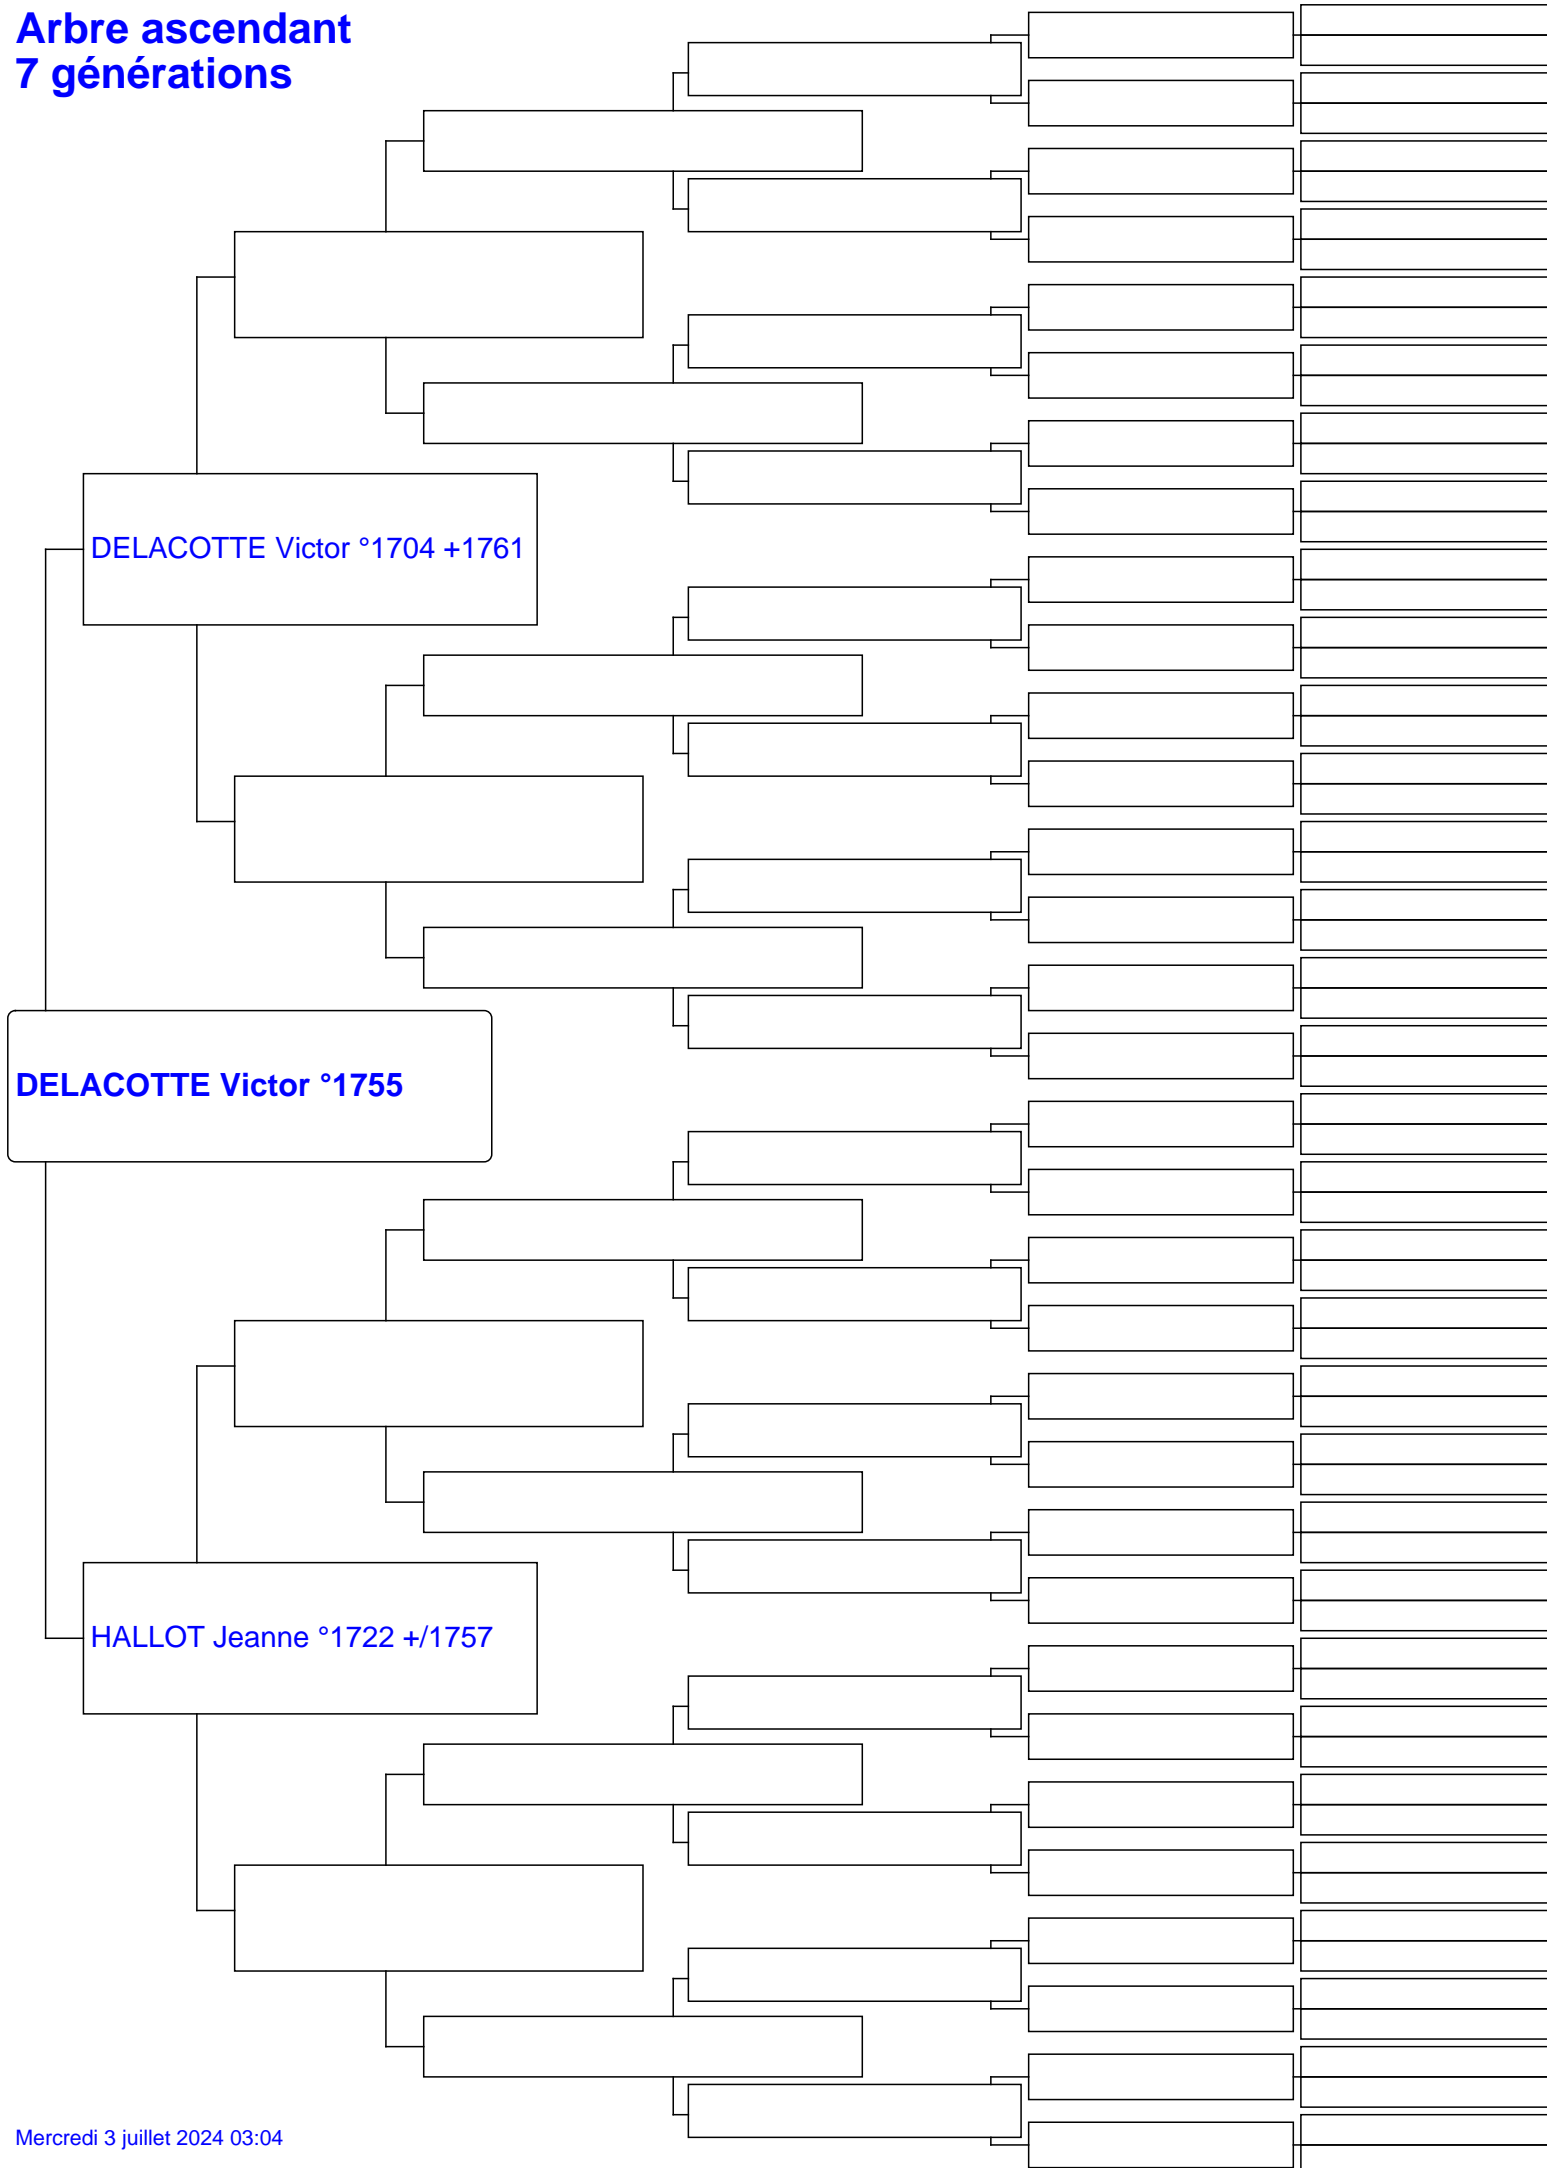 Arbre ascendant
7 générations
DELACOTTE Victor °1704 +1761
DELACOTTE Victor °1755
HALLOT Jeanne °1722 +/1757
Mercredi 3 juillet 2024 03:04